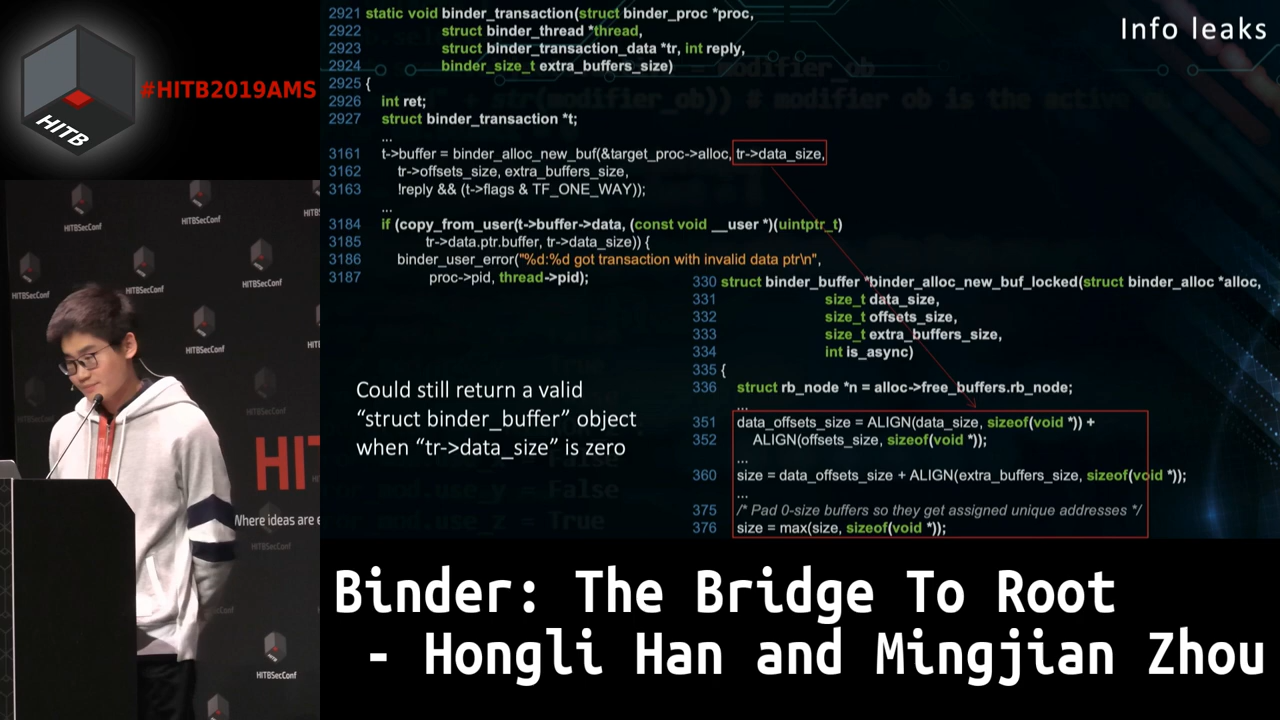 HITB
#HITB2019AMS
Info leaks
2921 static void binder_transaction(struct binder_proc *proc,
2922 struct binder_thread *thread,
2923 struct binder_transaction_data *tr, int reply,
2924 binder_size_t extra_buffers_size)
2925 {
2926 int ret;
2927 struct binder_transaction *t;
...
3161 t->buffer = binder_alloc_new_buf(&target_proc->alloc, tr->data_size,
3162 tr->offsets_size, extra_buffers_size,
3163 !reply && (t->flags & TF_ONE_WAY));
...
3184 if (copy_from_user(t->buffer->data, (const void __user *)(uintptr_t)
3185 tr->data.ptr.buffer, tr->data_size)) {
3186 binder_user_error("%d:%d got transaction with invalid data ptr\n",
3187 proc->pid, thread->pid);
330 struct binder_buffer *binder_alloc_new_buf_locked(struct binder_alloc *alloc,
331 size_t data_size,
332 size_t offsets_size,
333 size_t extra_buffers_size,
334 int is_async)
335 {
336 struct rb_node *n = alloc->free_buffers.rb_node;
...
351 data_offsets_size = ALIGN(data_size, sizeof(void *)) +
352 ALIGN(offsets_size, sizeof(void *));
...
360 size = data_offsets_size + ALIGN(extra_buffers_size, sizeof(void *));
...
375 /* Pad 0-size buffers so they get assigned unique addresses */
376 size = max(size, sizeof(void *));
Could still return a valid
“struct binder_buffer” object
when “tr->data_size” is zero
HITBSecConf
HITBSecConf
HITBSecConf
HITBSecConf
HITBSecConf
HITBSecConf
HIT
Where ideas are
HITBSecConf
HITBSecConf
Binder: The Bridge To Root
- Hongli Han and Mingjian Zhou